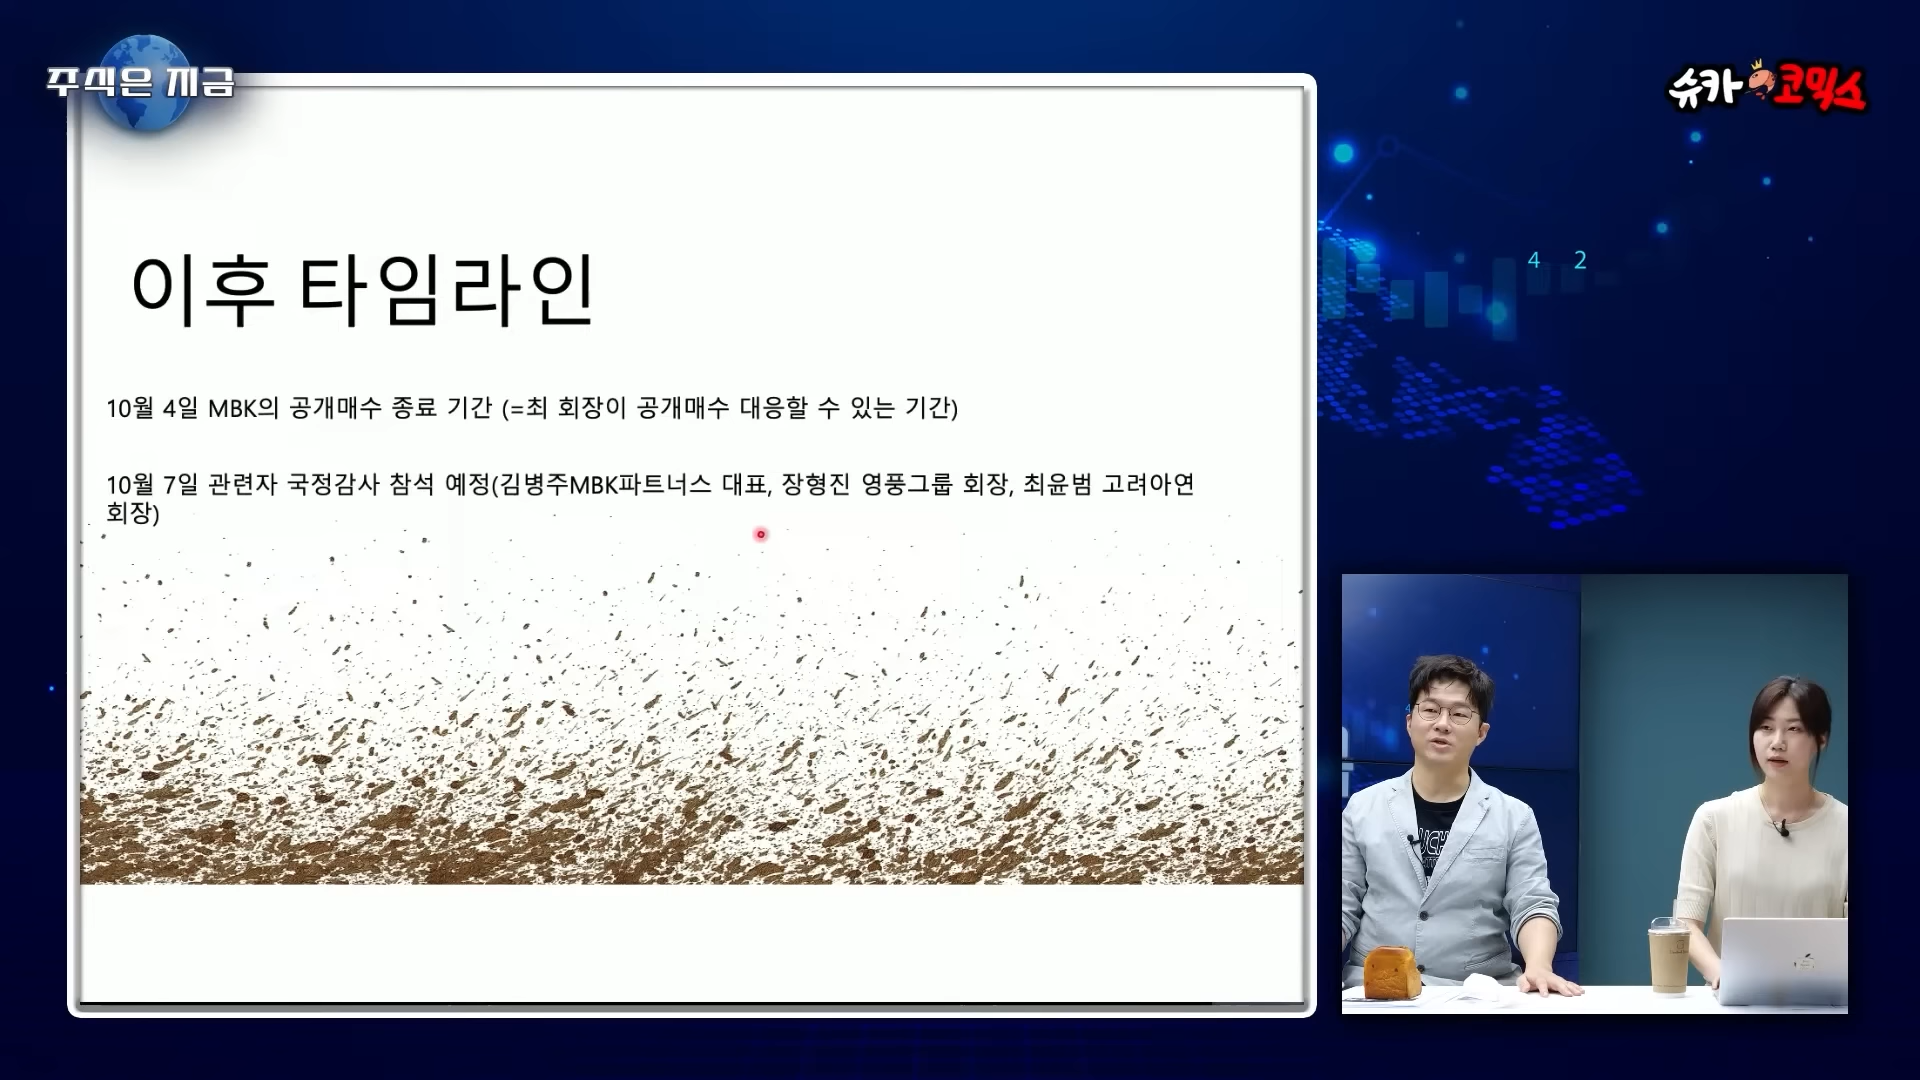 주식은 지금
슈카코믹스
이후 타임라인
10월 4일 MBK의 공개매수 종료 기간 (=최 회장이 공개매수 대응할 수 있는 기간)
10월 7일 관련자 국정감사 참석 예정(김병주MBK파트너스 대표, 장형진 영풍그룹 회장, 최윤범 고려아연
회장)
4 2